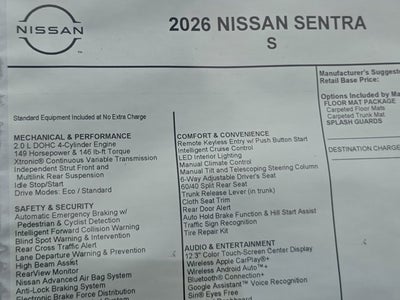 NISSAN
2026 NISSAN SENTRA
S
Standard Equipment Included at No Extra Charge
MECHANICAL & PERFORMANCE
2.0 L DOHC 4-Cylinder Engine
149 Horsepower & 146 lb-ft Torque
Xtronic® Continuous Variable Transmission
Independent Strut Front and
Multilink Rear Suspension
Idle Stop/Start
Drive Modes: Eco / Standard
SAFETY & SECURITY
Automatic Emergency Braking w/
Pedestrian & Cyclist Detection
Intelligent Forward Collision Warning
Blind Spot Warning & Intervention
Rear Cross Traffic Alert
Lane Departure Warning & Prevention
High Beam Assist
RearView Monitor
Nissan Advanced Air Bag System
Anti-Lock Braking System
Electronic Brake Force Distribution
COMFORT & CONVENIENCE
Remote Keyless Entry w/ Push Button Start
Intelligent Cruise Control
LED Interior Lighting
Manual Climate Control
Manual Tilt and Telescoping Steering Column
6-Way Adjustable Driver's Seat
60/40 Split Rear Seat
Trunk Release Lever (in trunk)
Cloth Seat Trim
Rear Door Alert
Auto Hold Brake Function & Hill Start Assist
Traffic Sign Recognition
Tire Repair Kit
AUDIO & ENTERTAINMENT
12.3" Color Touch-Screen Center Display
Wireless Apple CarPlay®+
Wireless Android Auto™+
Bluetooth® Connection+
Google Assistant™ Voice Recognition
Siri® Eyes Free
Manufacturer's Suggested
Retail Base Price:
Options Included by Ma
FLOOR MAT PACKAGE
Carpeted Floor Mats
Carpeted Trunk Mat
SPLASH GUARDS
DESTINATION CHARGE